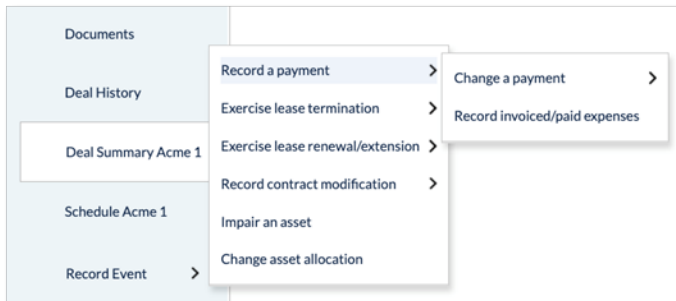 Documents
Deal History
Deal Summary Acme 1
Schedule Acme 1
Record Event
Record a payment
Exercise lease termination
Exercise lease renewal/extension
Record contract modification
Impair an asset
Change asset allocation
Change a payment
Record invoiced/paid expenses